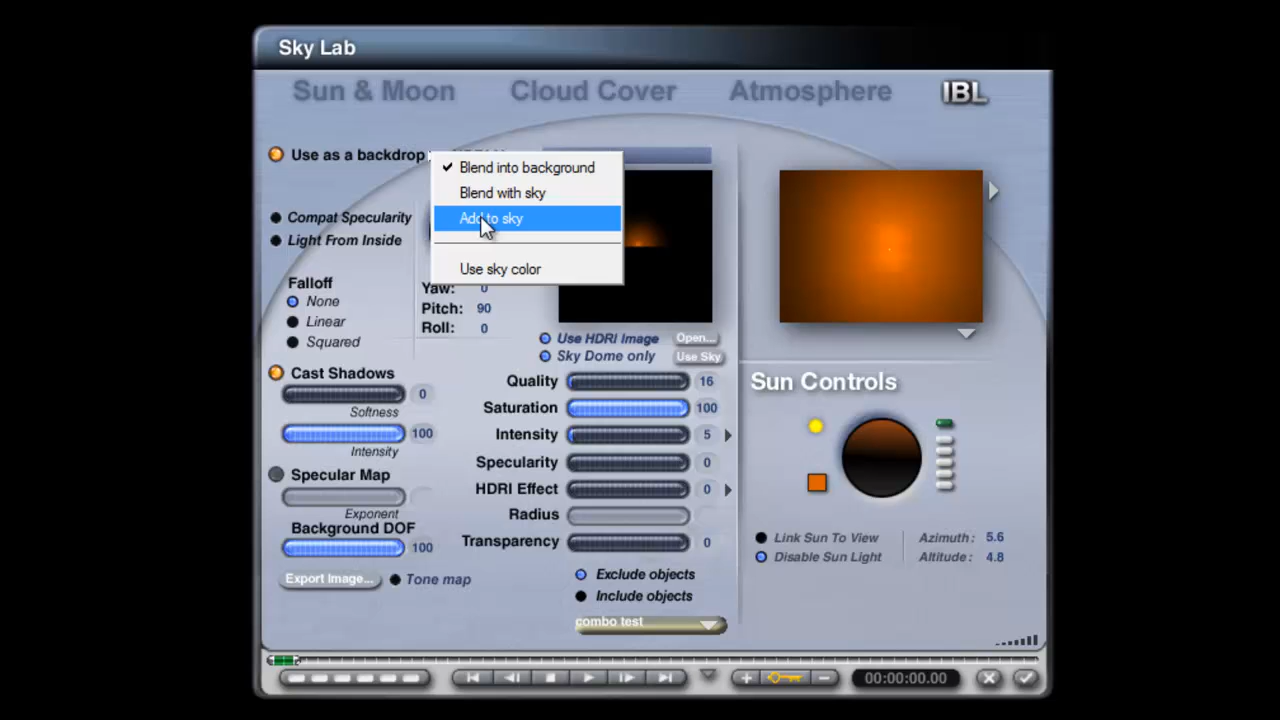 Sky Lab
Sun & Moon Cloud Cover Atmosphere IBL
Use as a backdrop
Blend into background
Blend with sky
Add to sky
Use sky color
Compat Specularity
Light From Inside
Falloff
None
Linear
Squared
Yaw: 0
Pitch: 90
Roll: 0
Use HDRI Image Open...
Sky Dome only Use Sky
Cast Shadows
0
Softness
100
Intensity
Specular Map
Exponent
Background DOF
100
Export Image... Tone map
Quality 16
Saturation 100
Intensity 5
Specularity 0
HDRI Effect 0
Radius
Transparency 0
Exclude objects
Include objects
combo test
Sun Controls
Link Sun To View Azimuth: 5.6
Disable Sun Light Altitude: 4.8
00:00:00.00